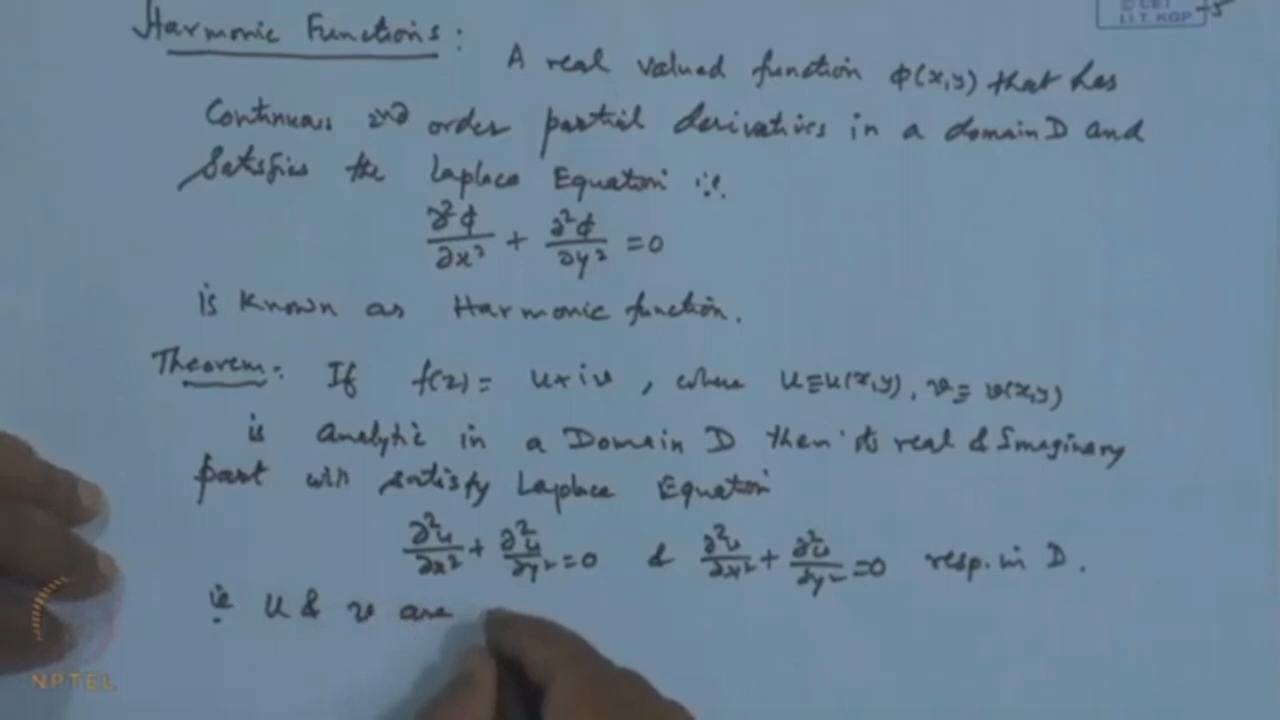 © CET
I.I.T. KGP
Harmonic Functions:
A real valued function φ(x,y) that has
Continuous 2nd order partial derivatives in a domain D and
Satisfies the Laplace Equation i.e.
∂²φ/∂x² + ∂²φ/∂y² = 0
is known as Harmonic function.
Theorem: If f(z) = u+iv, where u≡u(x,y), v≡v(x,y)
is analytic in a Domain D then its real & Imaginary
part will satisfy Laplace Equation
∂²u/∂x² + ∂²u/∂y² = 0 & ∂²v/∂x² + ∂²v/∂y² = 0 resp. in D.
ie u & v are
NPTEL